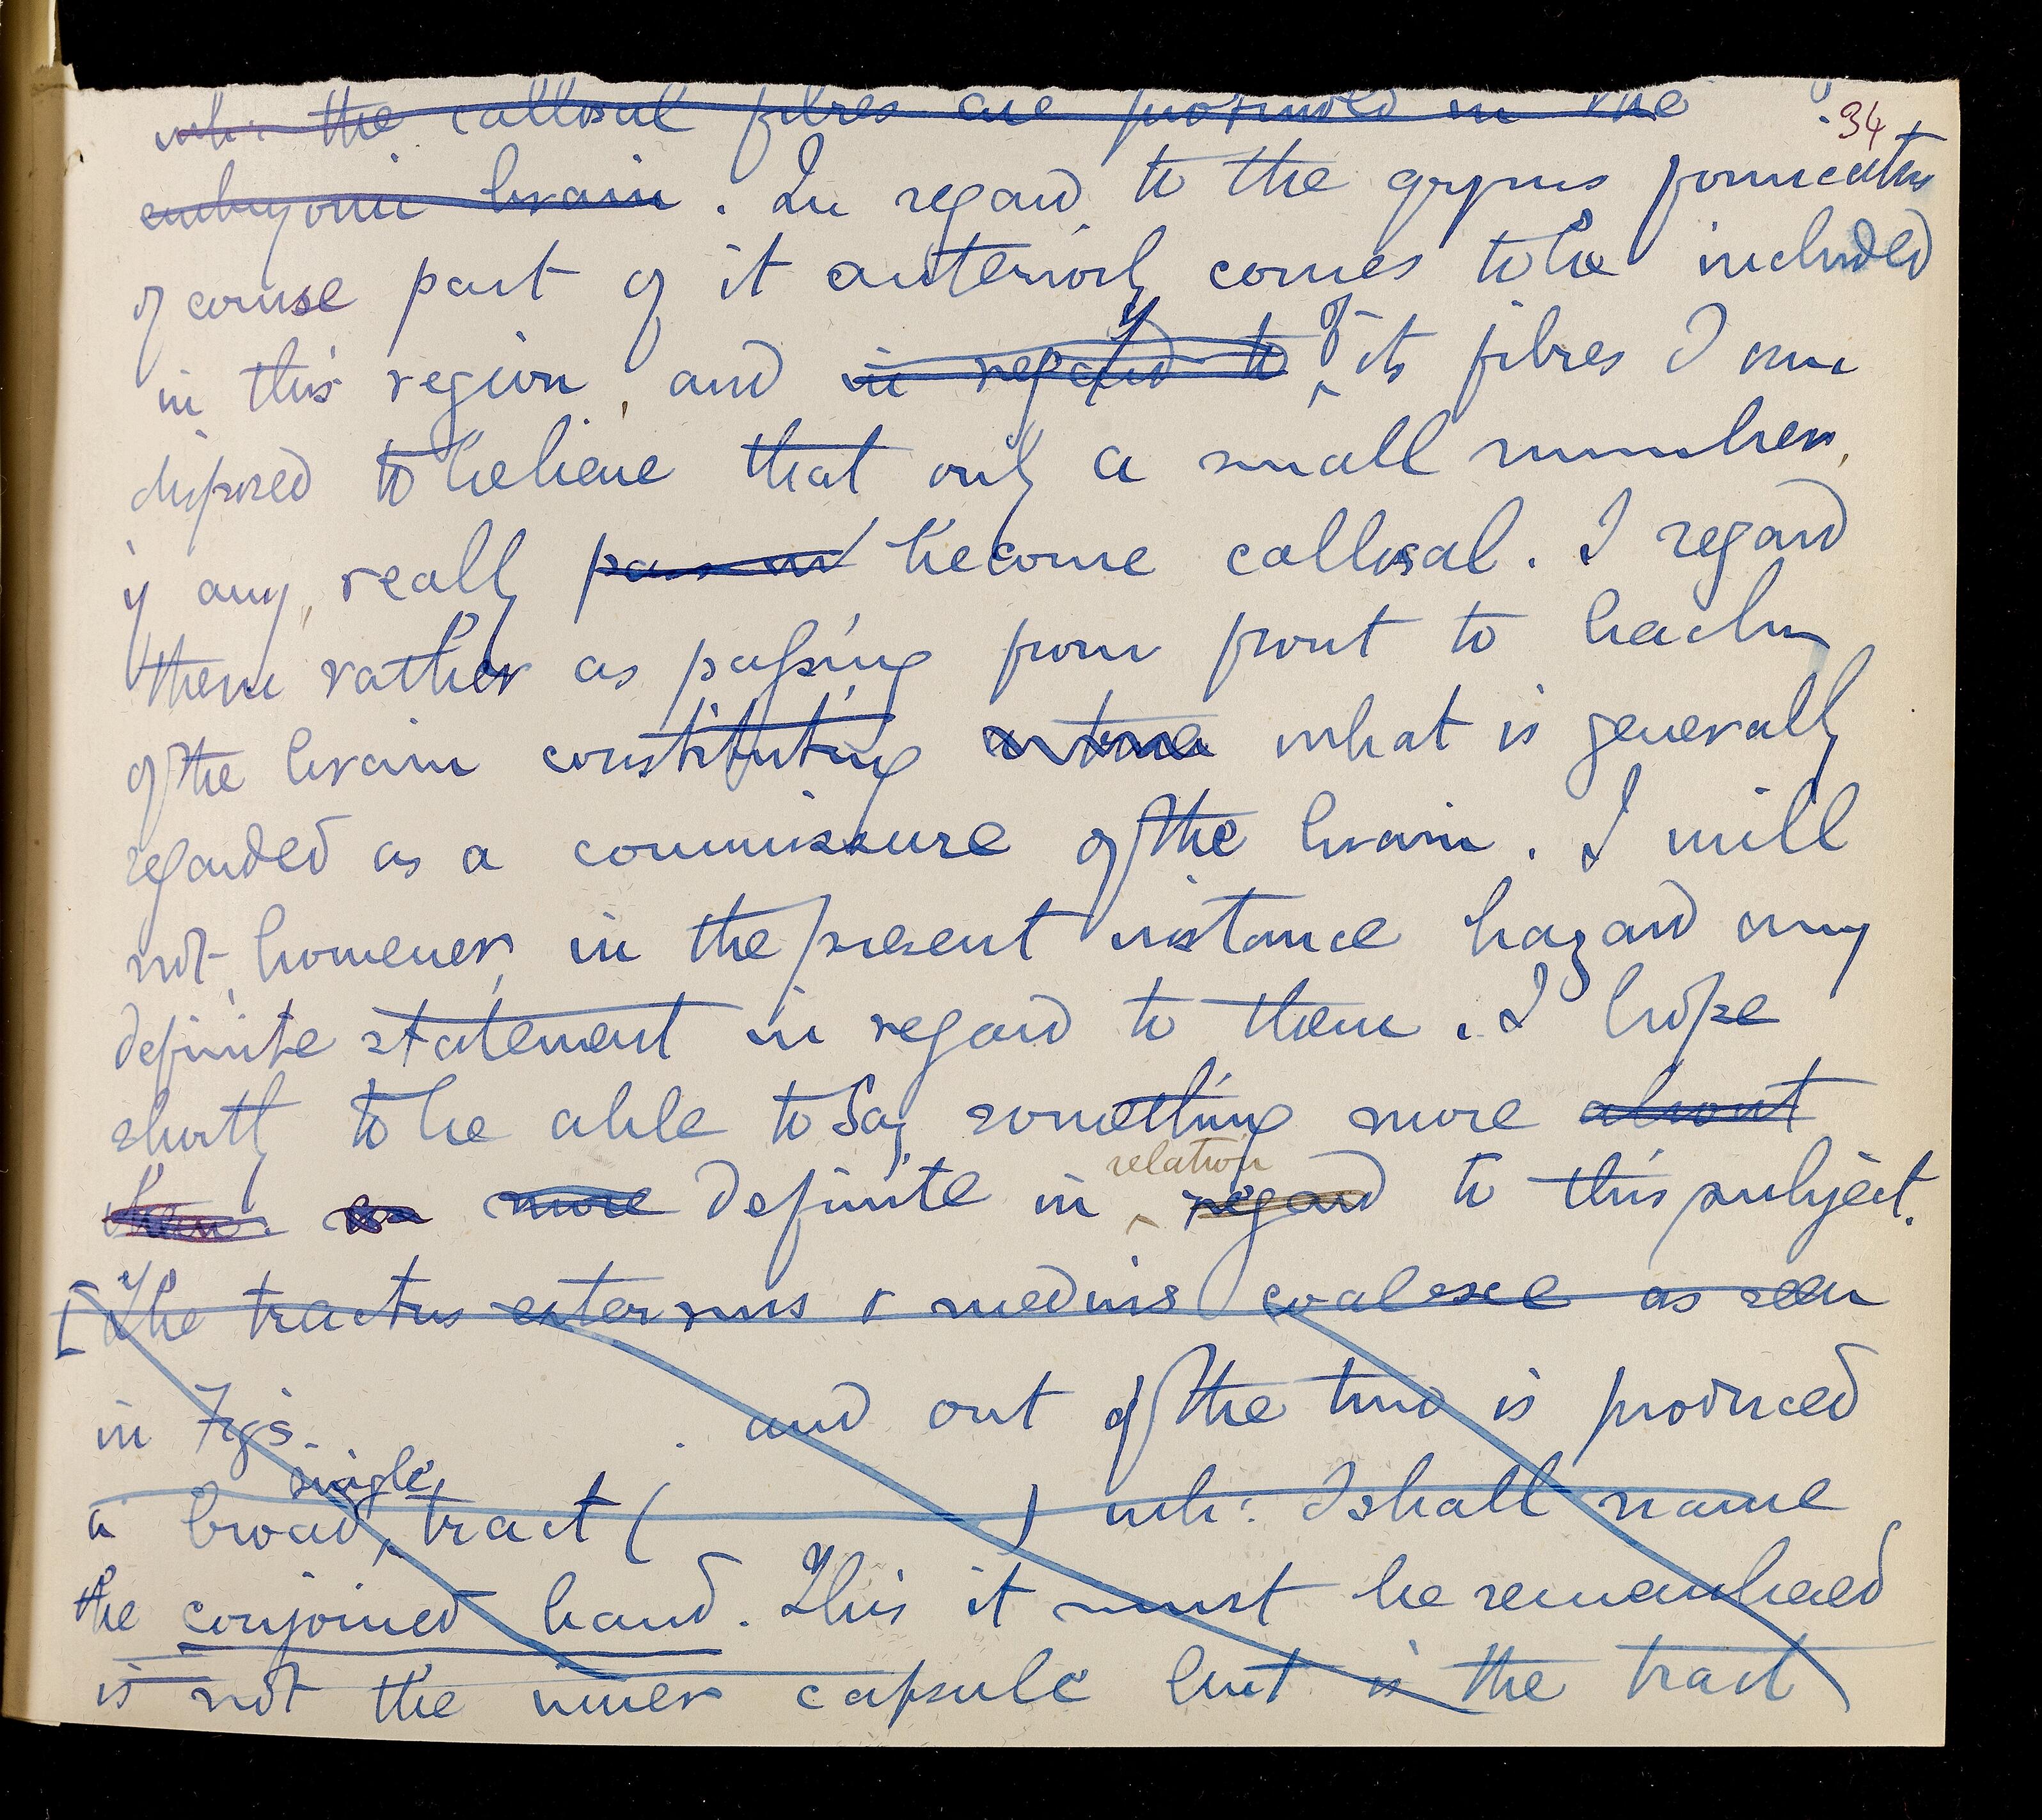 34
wh: the callosal fibres are prolonged in the
embryonic brain. In regard to the gyrus fornicatus
of course part of it anteriorly comes to be included
in this region, and in regard to of its fibres I am
disposed to believe that only a small number,
if any, really pass in become callosal. I regard
them rather as passing from front to back
of the brain constituting what is generally
regarded as a commissure of the brain. I will
not, however, in the present instance hazard any
definite statement in regard to them. I hope
shortly to be able to say something more about
them more definite in relation regard to this subject.
[The tractus externus & medius coalesce as seen
in Figs. and out of the two is produced
a broad single tract ( ) wh: I shall name
the conjoined band. This it must be remembered
is not the inner capsule but is the tract